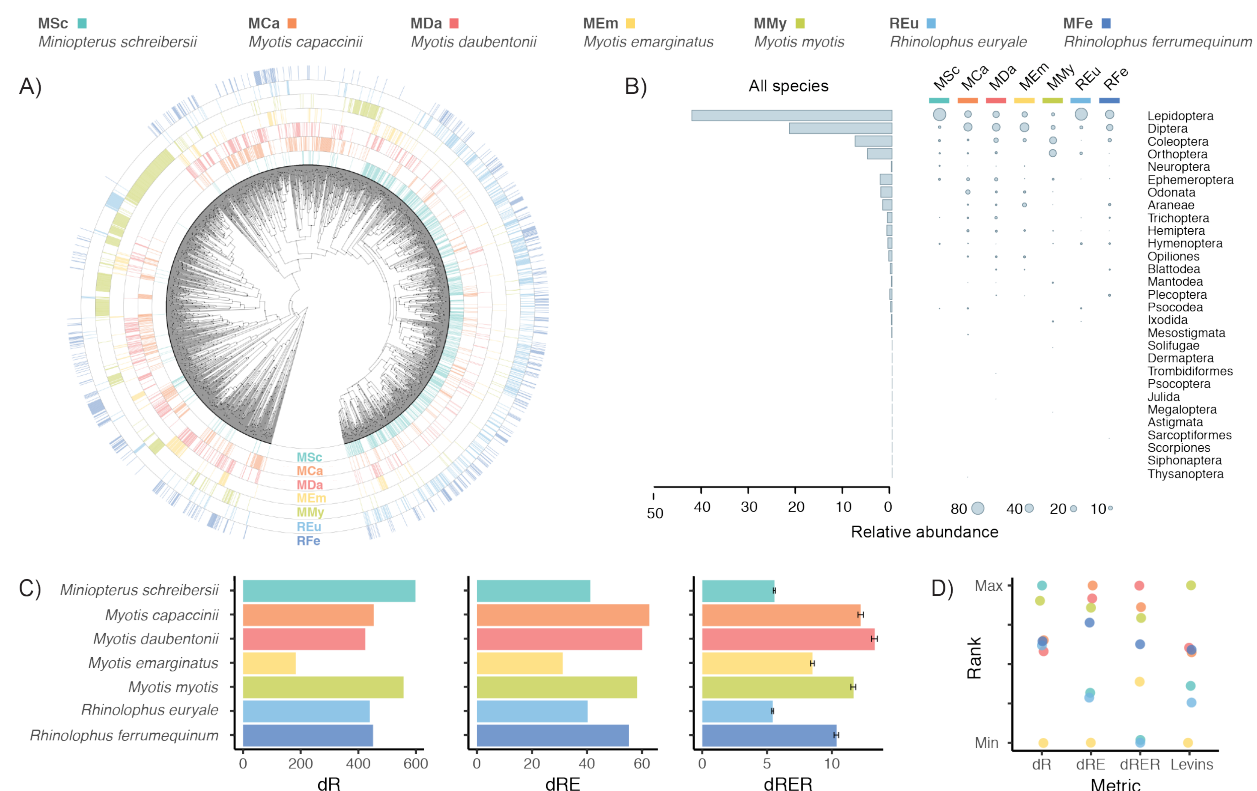 MSc MCa MDa MEm MMy REu MFe
Miniopterus schreibersii Myotis capaccinii Myotis daubentonii Myotis emarginatus Myotis myotis Rhinolophus euryale Rhinolophus ferrumequinum
A)
MSc
MCa
MDa
MEm
MMy
REu
RFe
B)
All species
MSc MCa MDa MEm MMy REu RFe
Lepidoptera
Diptera
Coleoptera
Orthoptera
Neuroptera
Ephemeroptera
Odonata
Araneae
Trichoptera
Hemiptera
Hymenoptera
Opiliones
Blattodea
Mantodea
Plecoptera
Psocodea
Ixodida
Mesostigmata
Solifugae
Dermaptera
Trombidiformes
Psocoptera
Julida
Megaloptera
Astigmata
Sarcoptiformes
Scorpiones
Siphonaptera
Thysanoptera
50 40 30 20 10 0
80 40 20 10
Relative abundance
C)
Miniopterus schreibersii
Myotis capaccinii
Myotis daubentonii
Myotis emarginatus
Myotis myotis
Rhinolophus euryale
Rhinolophus ferrumequinum
0 200 400 600
dR
0 20 40 60
dRE
0 5 10
dRER
D)
Max
Rank
Min
dR dRE dRER Levins
Metric